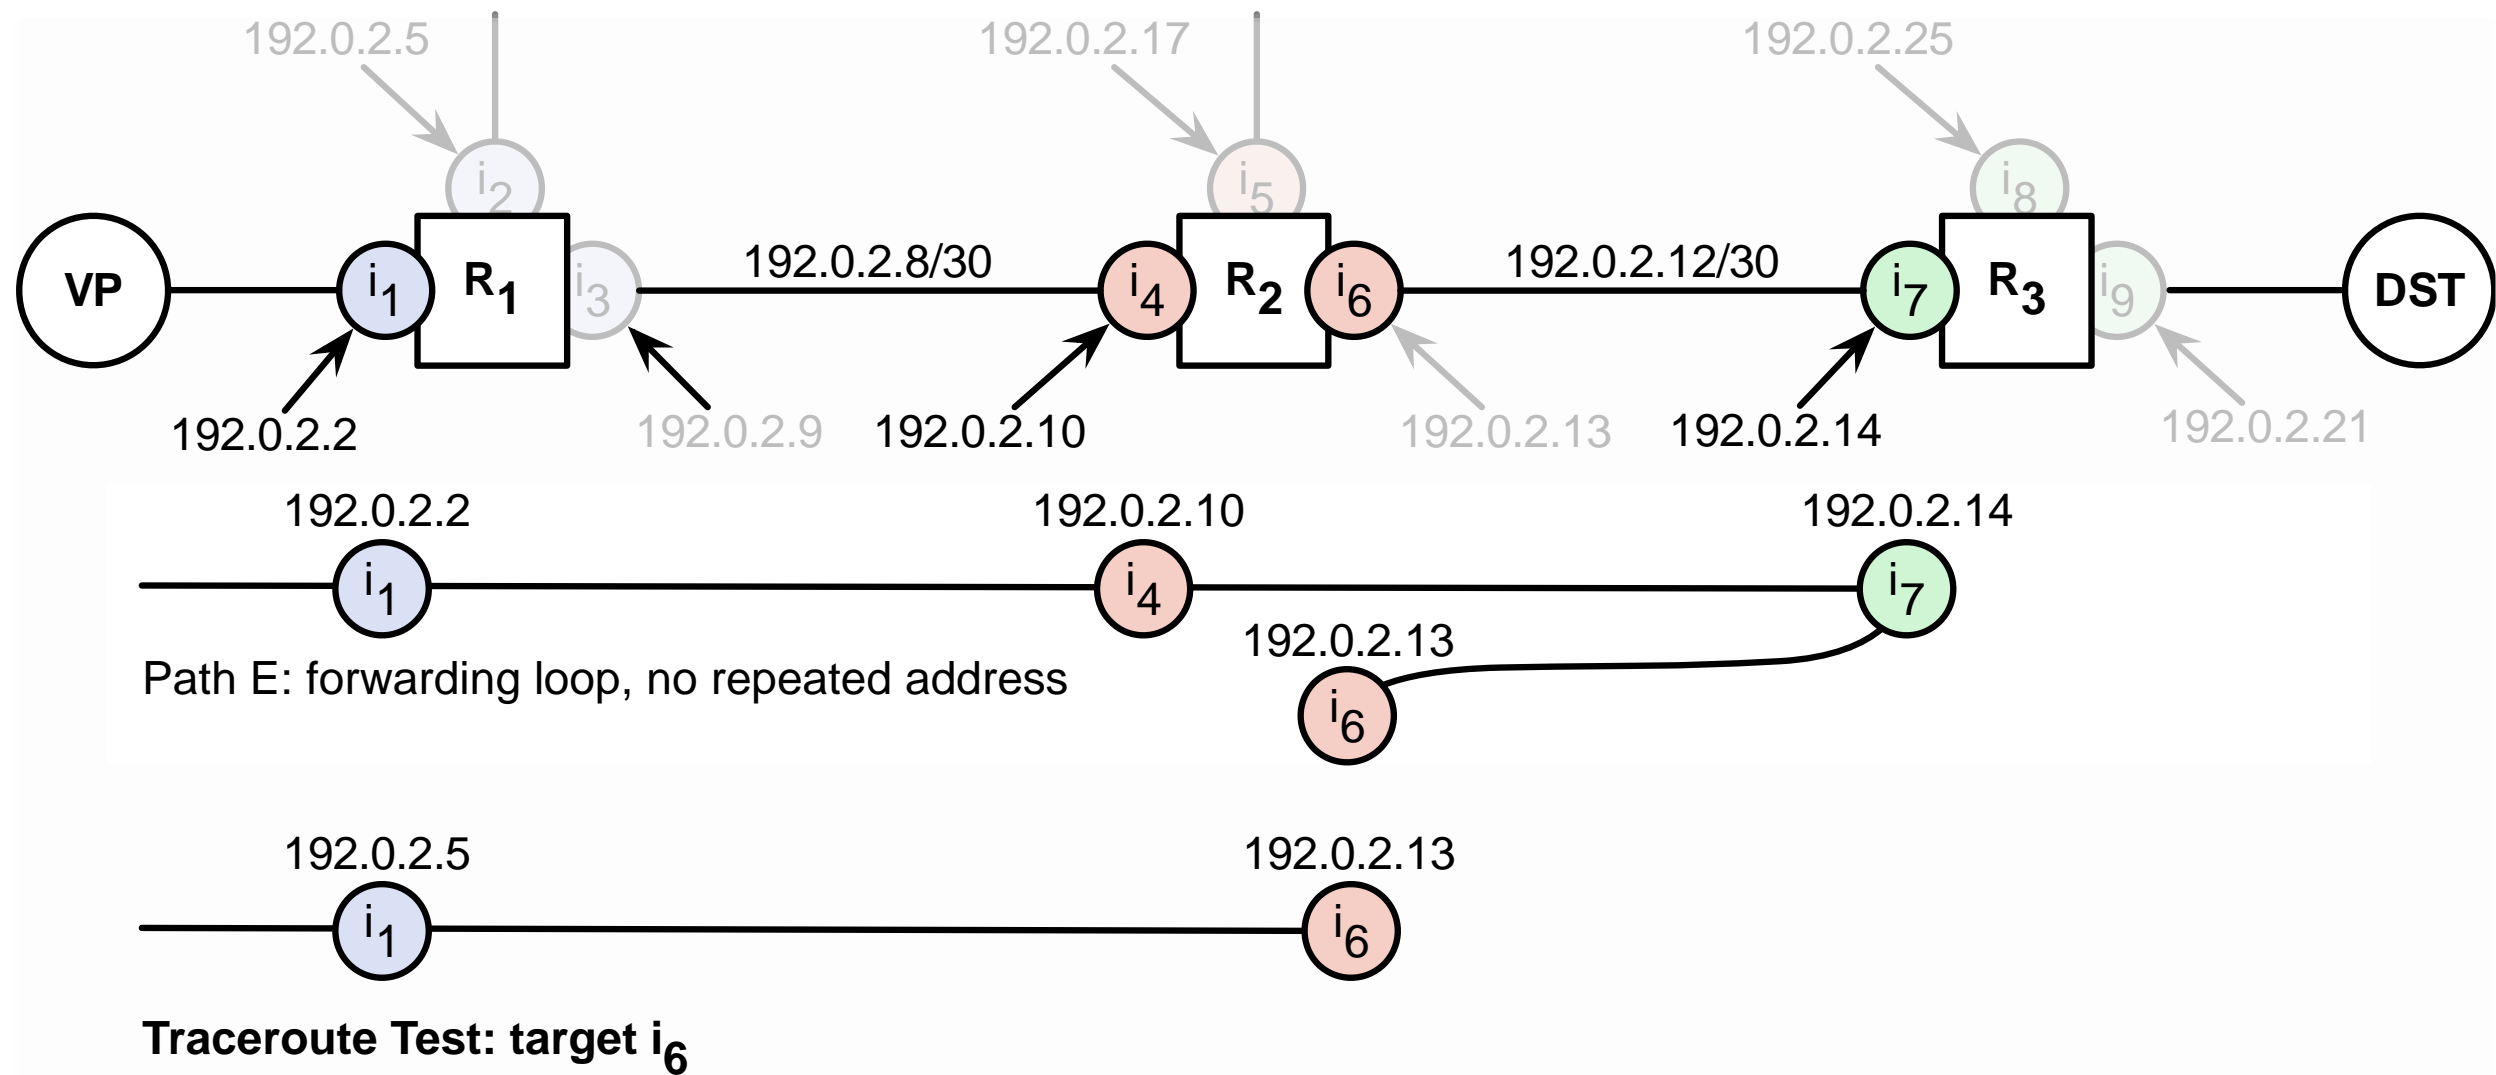 192.0.2.5
192.0.2.17
192.0.2.25
i2
i5
i8
VP
i1
R1
i3
192.0.2.8/30
i4
R2
i6
192.0.2.12/30
i7
R3
i9
DST
192.0.2.2
192.0.2.9
192.0.2.10
192.0.2.13
192.0.2.14
192.0.2.21
192.0.2.2
192.0.2.10
192.0.2.14
i1
i4
i7
192.0.2.13
Path E: forwarding loop, no repeated address
i6
192.0.2.5
192.0.2.13
i1
i6
Traceroute Test: target i6